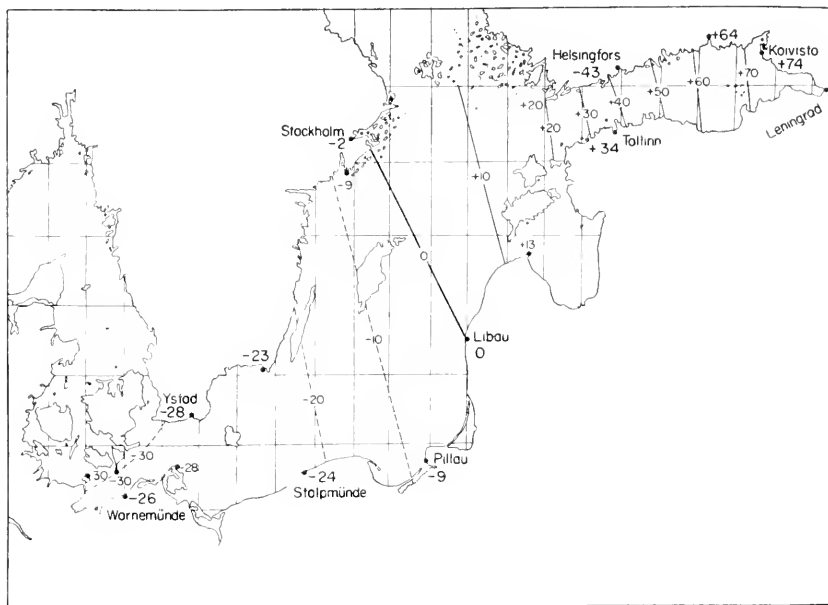 +64
Koivisto
+74
Helsingfors
-43
+70
+60
+50
+40
+30
+20
+20
Leningrad
Tallinn
+34
Stockholm
-2
-9
+10
+13
0
Libau
0
-10
-23
-20
Ystad
-28
-30
-28
Pillau
-9
-39
-30
-24
Stolpmünde
-26
Warnemünde